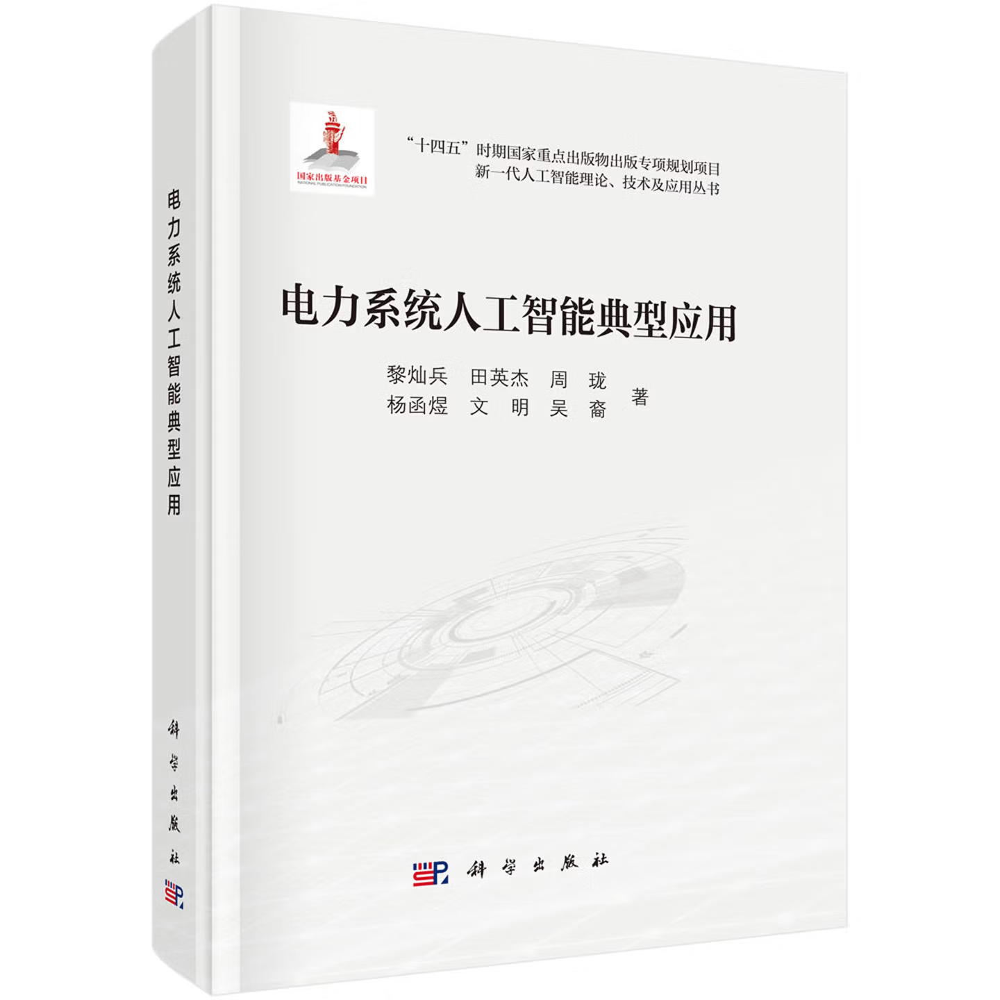 国家出版基金项目
NATIONAL PUBLICATION FOUNDATION
“十四五”时期国家重点出版物出版专项规划项目
新一代人工智能理论、技术及应用丛书
电力系统人工智能典型应用
黎灿兵 田英杰 周 珑
杨函煜 文 明 吴 裔
著
科学出版社
电力系统人工智能典型应用
科学出版社